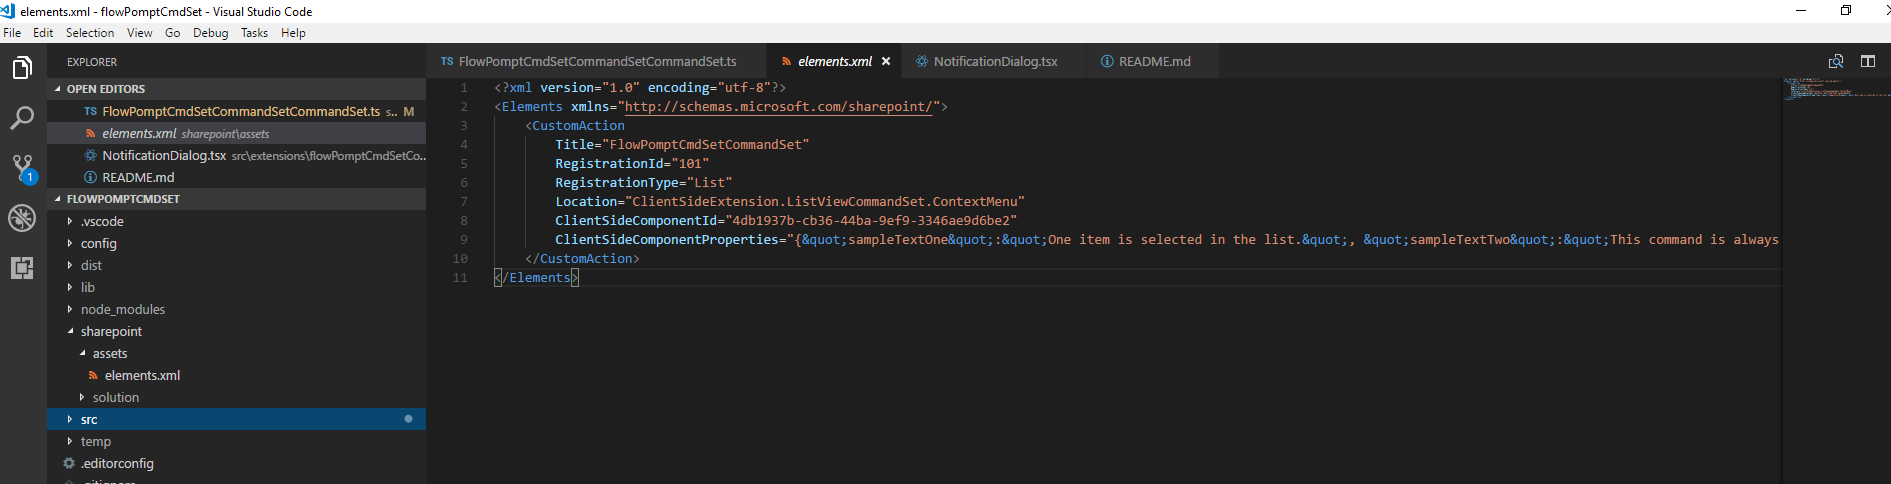 elements.xml - flowPomptCmdSet - Visual Studio Code
File Edit Selection View Go Debug Tasks Help
EXPLORER
OPEN EDITORS
TS FlowPomptCmdSetCommandSetCommandSet.ts s... M
elements.xml sharepoint\assets
NotificationDialog.tsx src\extensions\flowPomptCmdSetCo...
README.md
FLOWPOMPTCMDSET
.vscode
config
dist
lib
node_modules
sharepoint
assets
elements.xml
solution
src
temp
.editorconfig
.gitignore
1
TS FlowPomptCmdSetCommandSetCommandSet.ts elements.xml NotificationDialog.tsx README.md
1 <?xml version="1.0" encoding="utf-8"?>
2 <Elements xmlns="http://schemas.microsoft.com/sharepoint/">
3 <CustomAction
4 Title="FlowPomptCmdSetCommandSet"
5 RegistrationId="101"
6 RegistrationType="List"
7 Location="ClientSideExtension.ListViewCommandSet.ContextMenu"
8 ClientSideComponentId="4db1937b-cb36-44ba-9ef9-3346ae9d6be2"
9 ClientSideComponentProperties="{&quot;sampleTextOne&quot;:&quot;One item is selected in the list.&quot;, &quot;sampleTextTwo&quot;:&quot;This command is always
10 </CustomAction>
11 </Elements>